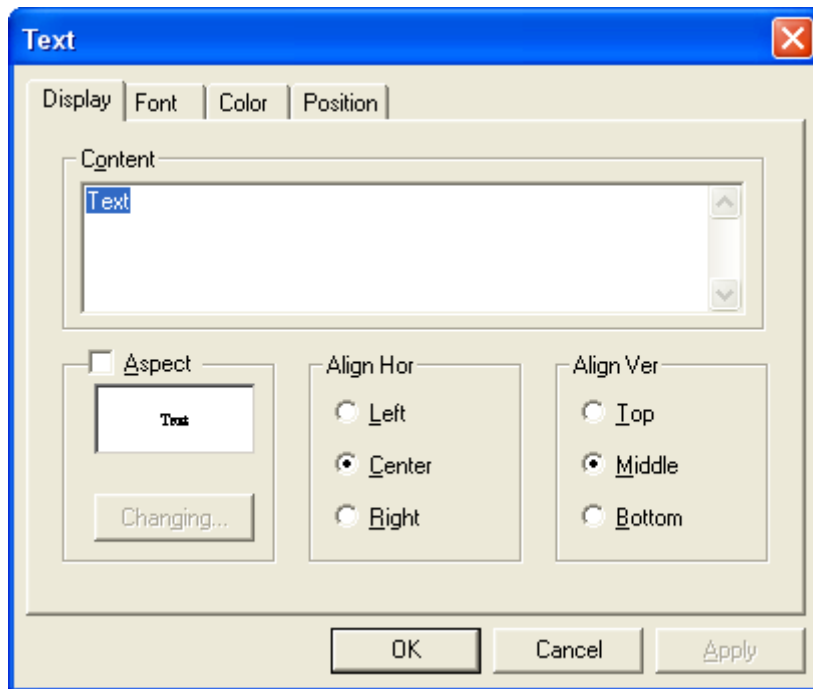 Text
Display Font Color Position
Content
Text
Aspect
Text
Changing...
Align Hor
Left
Center
Right
Align Ver
Top
Middle
Bottom
OK Cancel Apply